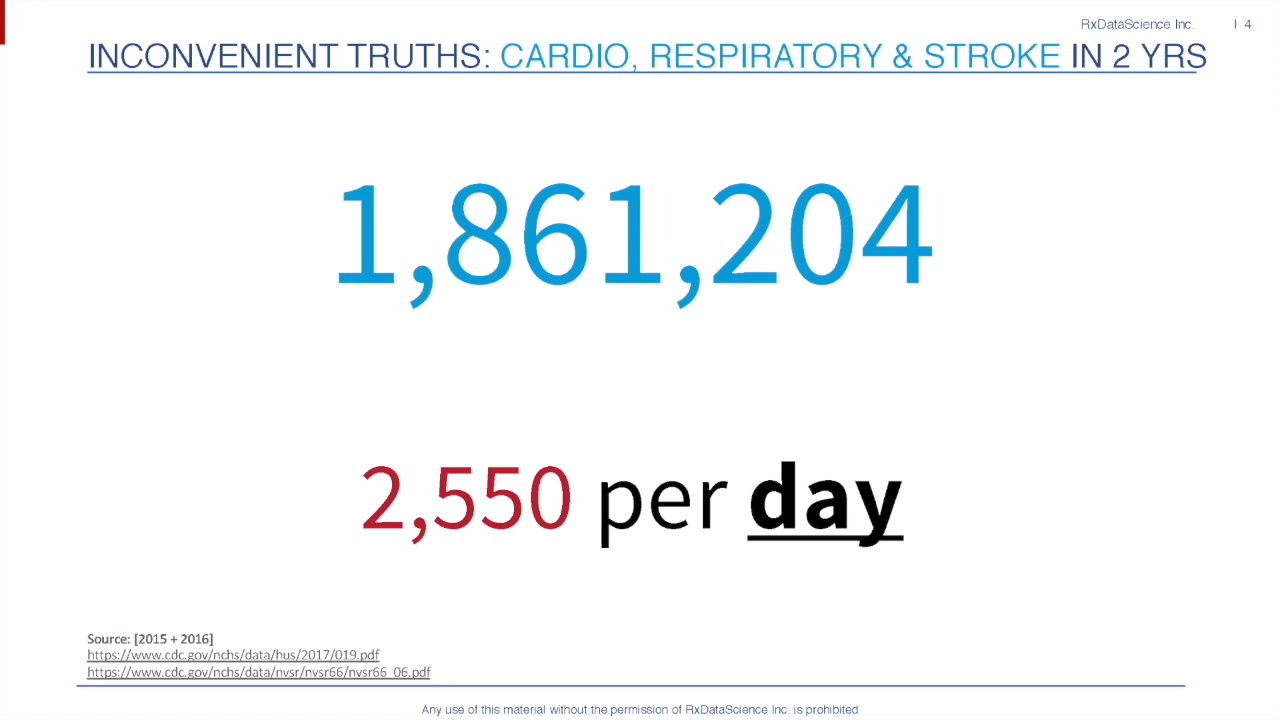 RxDataScience Inc. | 4
INCONVENIENT TRUTHS: CARDIO, RESPIRATORY & STROKE IN 2 YRS
1,861,204
2,550 per day
Source: [2015 + 2016]
https://www.cdc.gov/nchs/data/hus/2017/019.pdf
https://www.cdc.gov/nchs/data/nvsr/nvsr66/nvsr66_06.pdf
Any use of this material without the permission of RxDataScience Inc. is prohibited